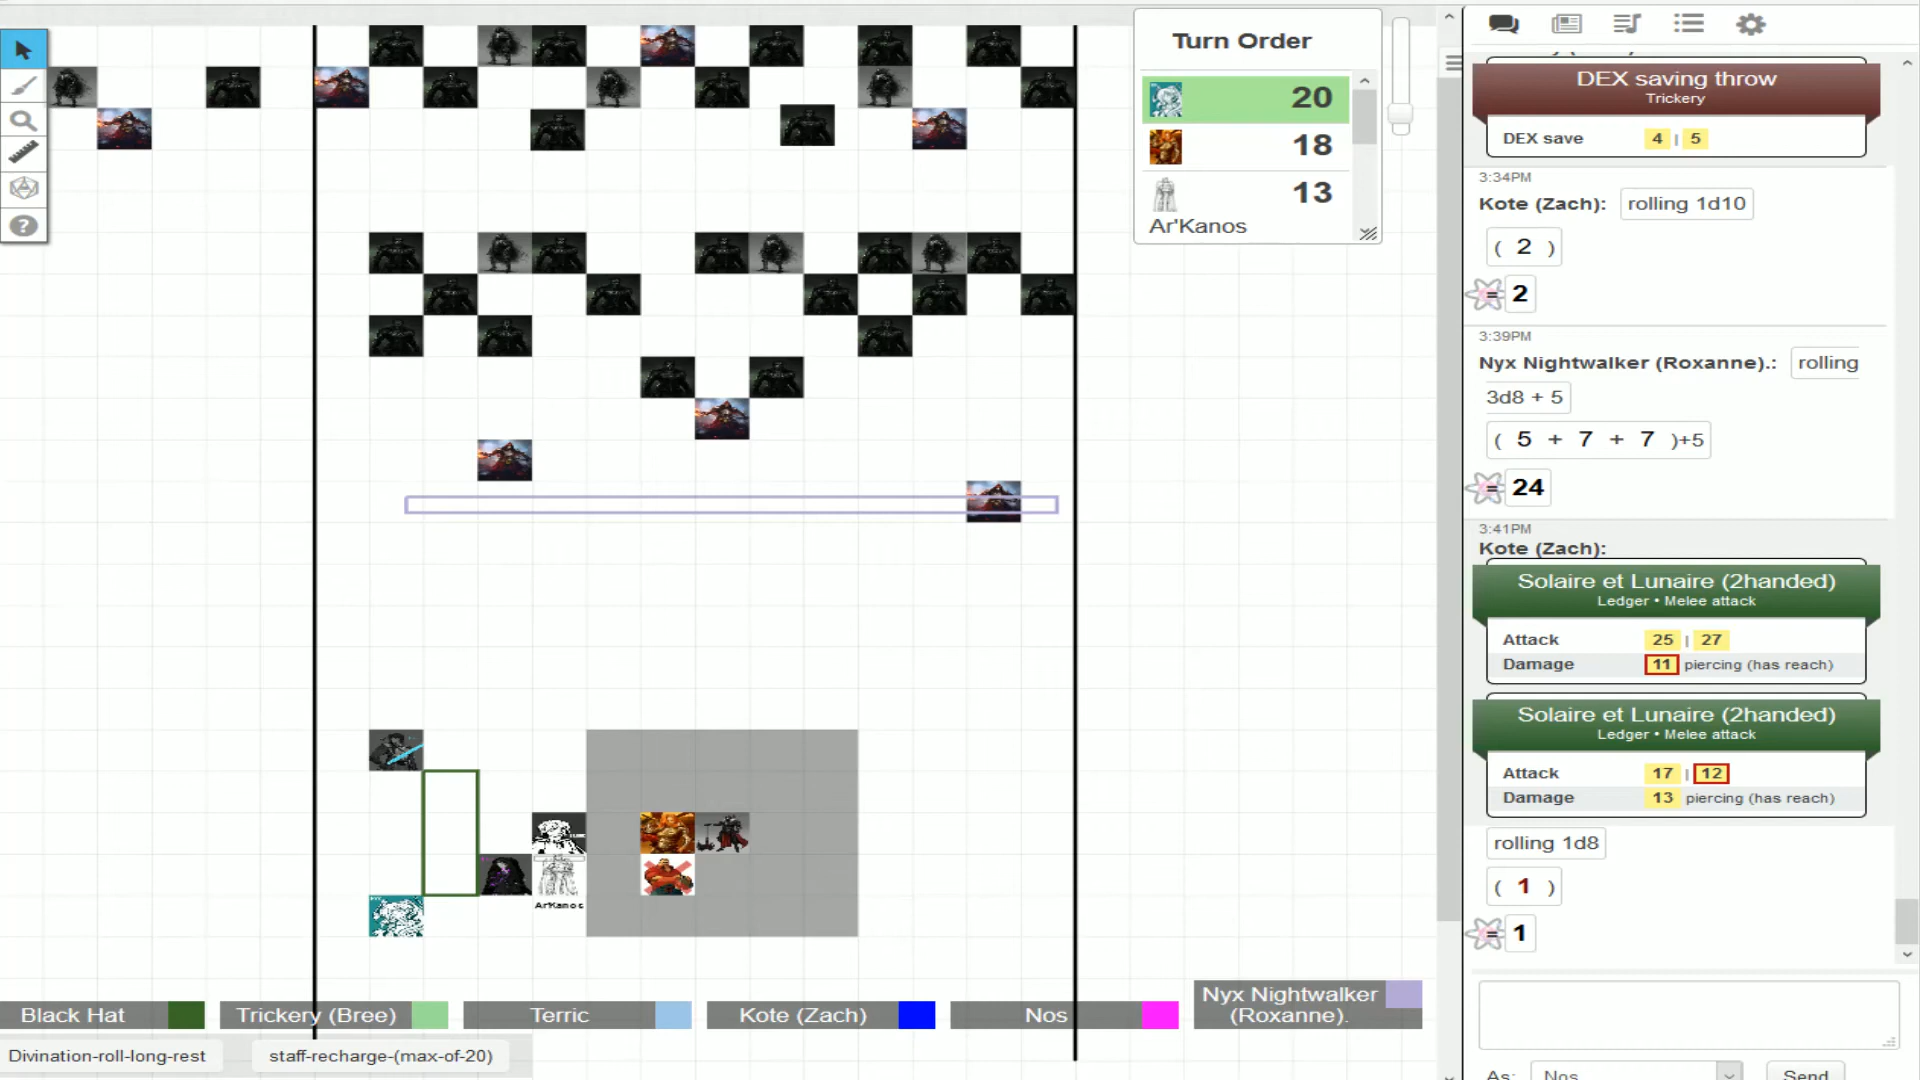 Turn Order
20
18
13
Ar'Kanos
DEX saving throw
Trickery
DEX save 4 | 5
3:34PM
Kote (Zach): rolling 1d10
( 2 )
= 2
3:39PM
Nyx Nightwalker (Roxanne).: rolling
3d8 + 5
( 5 + 7 + 7 )+5
= 24
3:41PM
Kote (Zach):
Solaire et Lunaire (2handed)
Ledger • Melee attack
Attack 25 | 27
Damage 11 piercing (has reach)
Solaire et Lunaire (2handed)
Ledger • Melee attack
Attack 17 | 12
Damage 13 piercing (has reach)
rolling 1d8
( 1 )
= 1
As: Nos Send
Ar'Kanos
Black Hat
Trickery (Bree)
Terric
Kote (Zach)
Nos
Nyx Nightwalker
(Roxanne).
Divination-roll-long-rest
staff-recharge-(max-of-20)